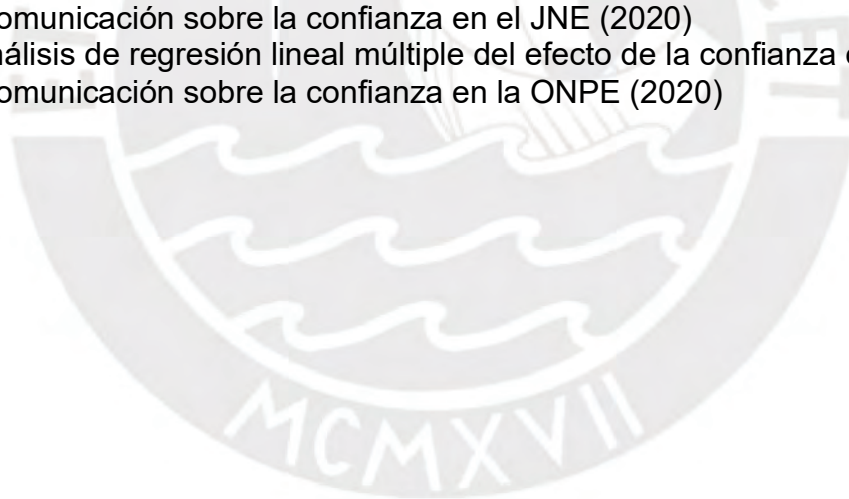 omunicación sobre la confianza en el JNE (2020)
álisis de regresión lineal múltiple del efecto de la confianza
omunicación sobre la confianza en la ONPE (2020)
MCMXVII